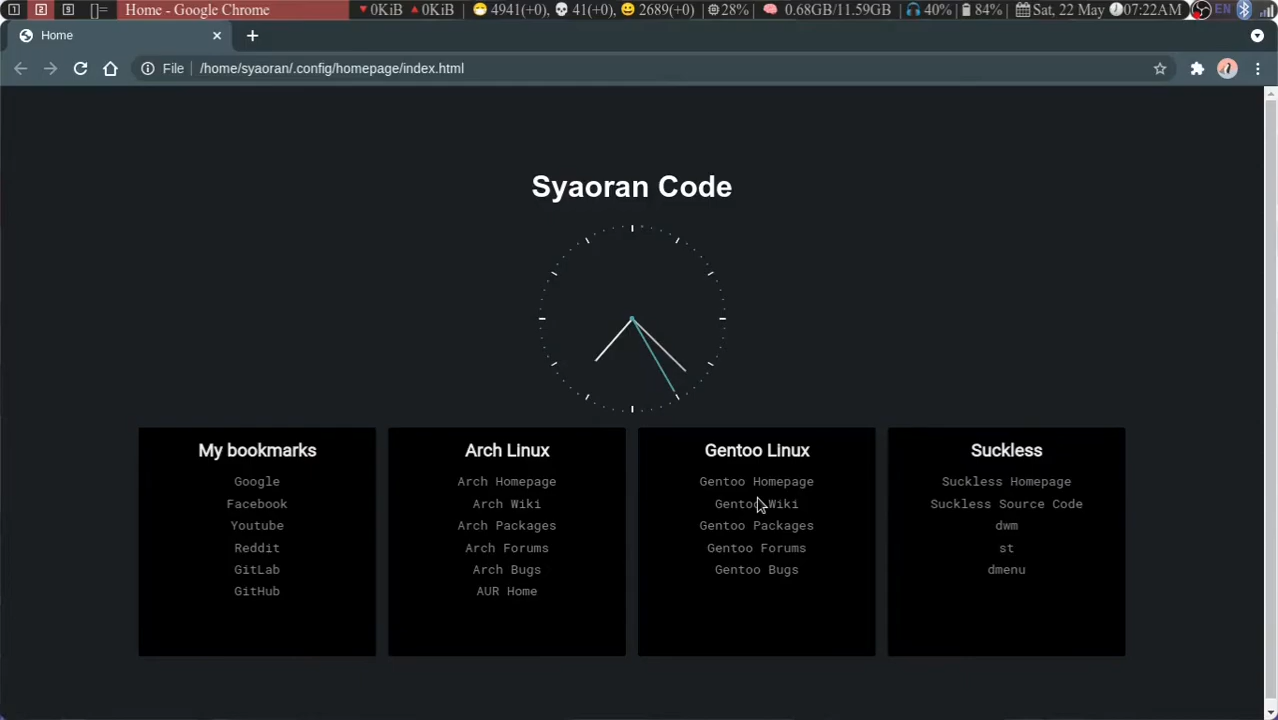 1 2 9 []= Home - Google Chrome 0KiB 0KiB | 4941(+0), 41(+0), 2689(+0) | 28% | 0.68GB/11.59GB | 40% | 84% | Sat, 22 May 07:22AM EN
Home
File /home/syaoran/.config/homepage/index.html
Syaoran Code
My bookmarks
Google
Facebook
Youtube
Reddit
GitLab
GitHub
Arch Linux
Arch Homepage
Arch Wiki
Arch Packages
Arch Forums
Arch Bugs
AUR Home
Gentoo Linux
Gentoo Homepage
Gentoo Wiki
Gentoo Packages
Gentoo Forums
Gentoo Bugs
Suckless
Suckless Homepage
Suckless Source Code
dwm
st
dmenu